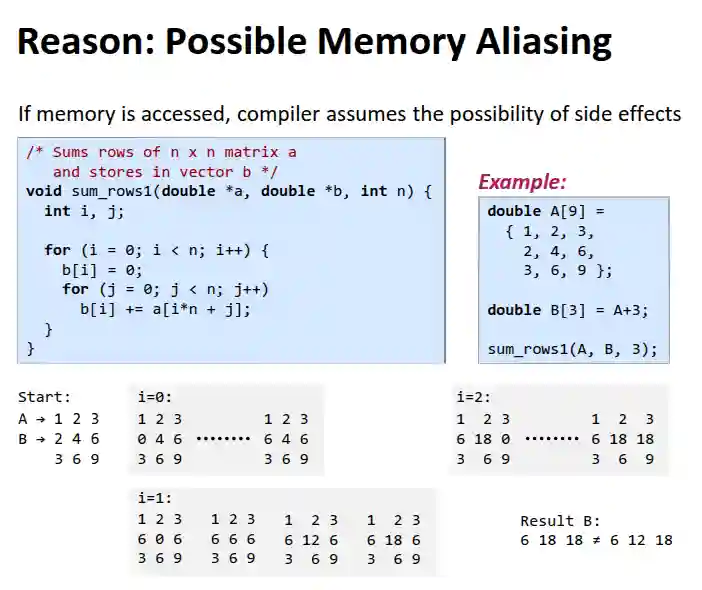 Reason: Possible Memory Aliasing
If memory is accessed, compiler assumes the possibility of side effects
/* Sums rows of n x n matrix a
and stores in vector b */
void sum_rows1(double *a, double *b, int n) {
int i, j;
for (i = 0; i < n; i++) {
b[i] = 0;
for (j = 0; j < n; j++)
b[i] += a[i*n + j];
}
}
Example:
double A[9] =
{ 1, 2, 3,
2, 4, 6,
3, 6, 9 };
double B[3] = A+3;
sum_rows1(A, B, 3);
Start:
A → 1 2 3
B → 2 4 6
3 6 9
i=0:
1 2 3 1 2 3
0 4 6 ········ 6 4 6
3 6 9 3 6 9
i=2:
1 2 3 1 2 3
6 18 0 ········ 6 18 18
3 6 9 3 6 9
i=1:
1 2 3 1 2 3 1 2 3 1 2 3
6 0 6 6 6 6 6 12 6 6 18 6
3 6 9 3 6 9 3 6 9 3 6 9
Result B:
6 18 18 ≠ 6 12 18